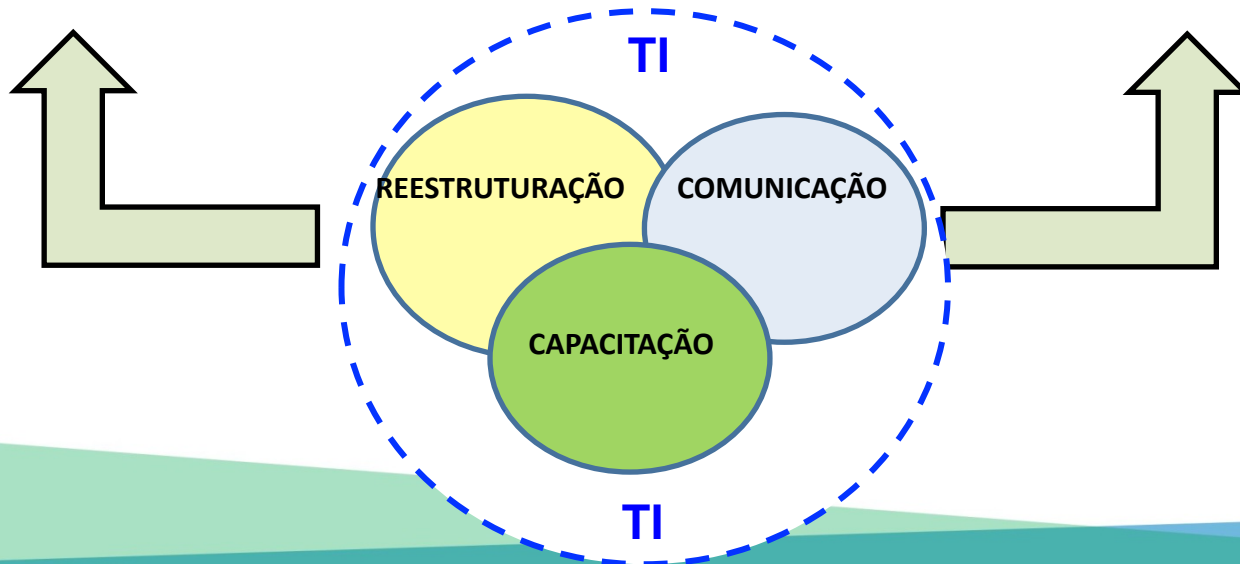 TI
REESTRUTURAÇÃO
COMUNICAÇÃO
CAPACITAÇÃO
TI